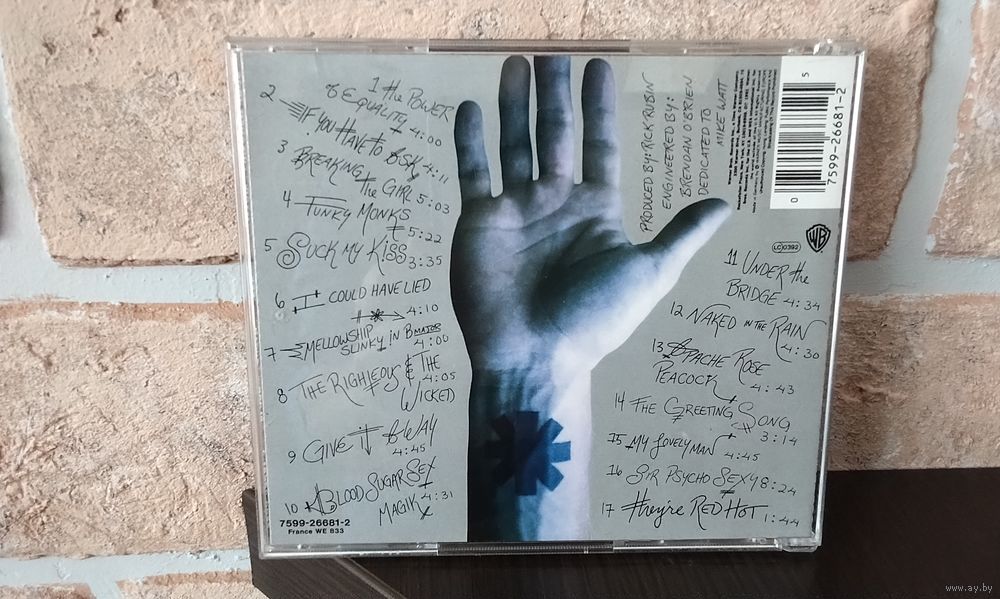 1 the POWER
of EQUALITY 4:00
2 IF YOU HAVE TO ASK 4:11
3 BREAKING the GIRL 5:03
4 FUNKY MONKS 5:22
5 SUCK MY KISS 3:35
6 I COULD HAVE LIED
4:10
7 MELLOWSHIP
SLINKY IN B MAJOR
4:00
8 THE RIGHTEOUS & THE
WICKED 4:05
9 GIVE IT AWAY
4:45
10 BLOOD SUGAR SEX
MAGIK 4:31
7599-26681-2
France WE 833
PRODUCED BY: RICK RUBIN
ENGINEERED BY:
BRENDAN O'BRIEN
DEDICATED TO
MIKE WATT
7599-26681-2
0
5
LC 0392
WB
11 UNDER the
BRIDGE 4:34
12 NAKED IN THE RAIN
4:30
13 APACHE ROSE
PEACOCK 4:43
14 THE GREETING SONG
3:14
15 MY LOVELY MAN
4:45
16 SIR PSYCHO SEXY 8:24
17 they're RED HOT 1:44
www.ay.by